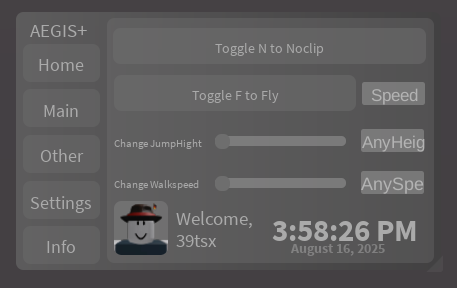 AEGIS+
Home
Main
Other
Settings
Info
Toggle N to Noclip
Toggle F to Fly
Speed
Change JumpHight
AnyHeig
Change Walkspeed
AnySpe
Welcome,
39tsx
3:58:26 PM
August 16, 2025